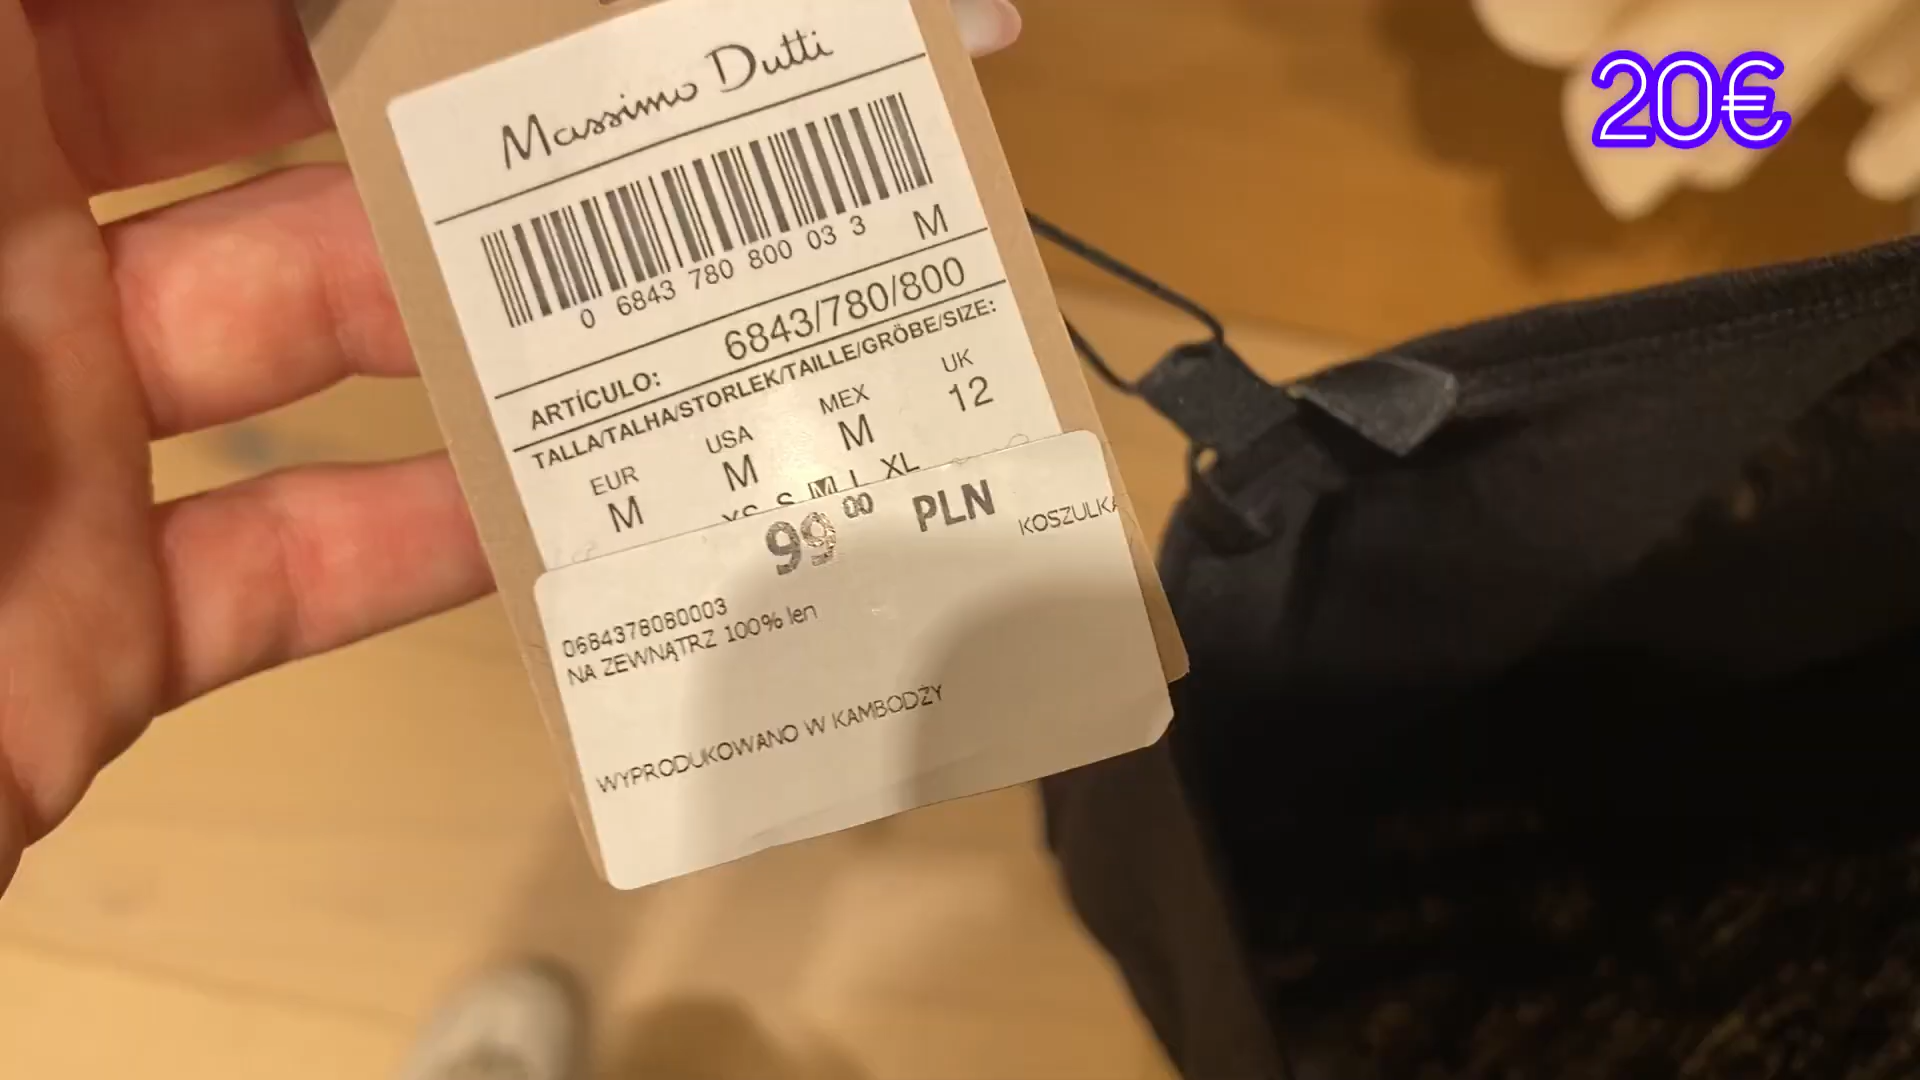 Massimo Dutti
20€
0 6843 780 800 03 3 M
ARTÍCULO: 6843/780/800
TALLA/TALHA/STORLEK/TAILLE/GRÖBE/SIZE:
EUR USA MEX UK
M M M 12
XS S M L XL
99 00 PLN KOSZULKA
0684378080003
NA ZEWNĄTRZ 100% len
WYPRODUKOWANO W KAMBODŻY